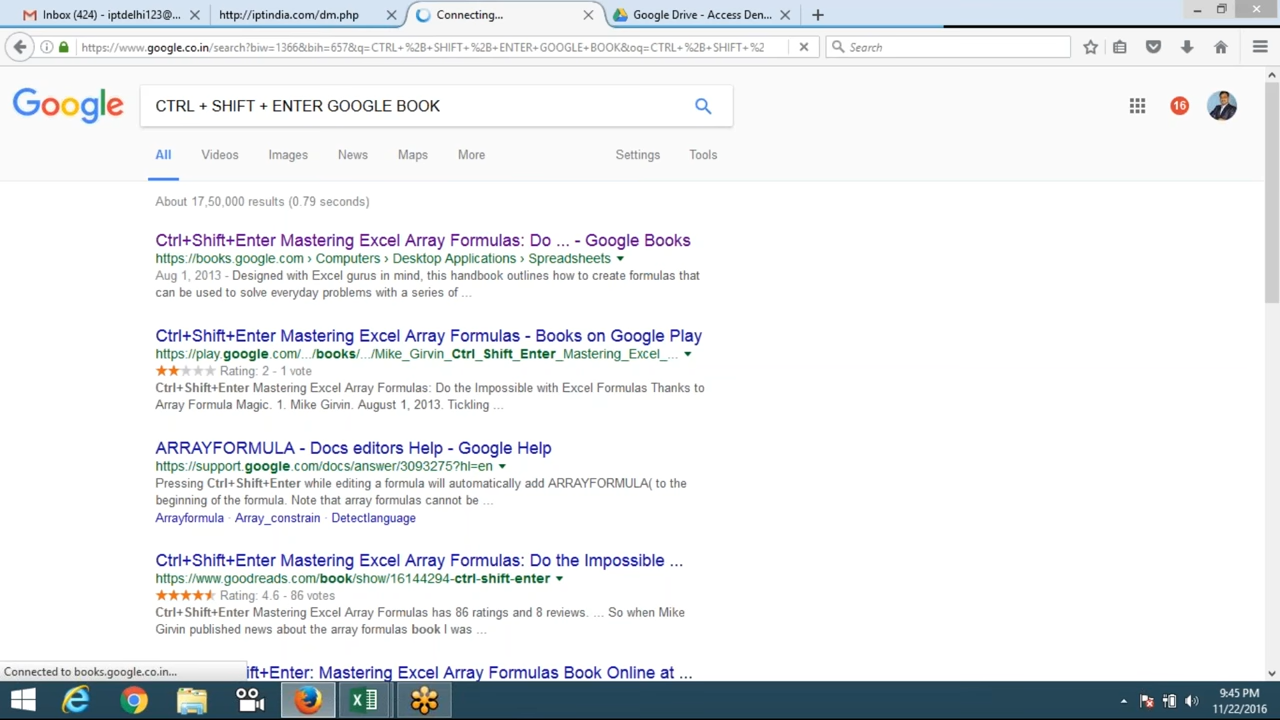 Inbox (424) - iptdelhi123@...
http://iptindia.com/dm.php
Connecting...
Google Drive - Access Den...
https://www.google.co.in/search?biw=1366&bih=657&q=CTRL+%2B+SHIFT+%2B+ENTER+GOOGLE+BOOK&oq=CTRL+%2B+SHIFT+%2
Search
Google
CTRL + SHIFT + ENTER GOOGLE BOOK
16
All Videos Images News Maps More Settings Tools
About 17,50,000 results (0.79 seconds)
Ctrl+Shift+Enter Mastering Excel Array Formulas: Do ... - Google Books
https://books.google.com › Computers › Desktop Applications › Spreadsheets
Aug 1, 2013 - Designed with Excel gurus in mind, this handbook outlines how to create formulas that
can be used to solve everyday problems with a series of ...
Ctrl+Shift+Enter Mastering Excel Array Formulas - Books on Google Play
https://play.google.com/.../books/.../Mike_Girvin_Ctrl_Shift_Enter_Mastering_Excel_...
Rating: 2 - 1 vote
Ctrl+Shift+Enter Mastering Excel Array Formulas: Do the Impossible with Excel Formulas Thanks to
Array Formula Magic. 1. Mike Girvin. August 1, 2013. Tickling ...
ARRAYFORMULA - Docs editors Help - Google Help
https://support.google.com/docs/answer/3093275?hl=en
Pressing Ctrl+Shift+Enter while editing a formula will automatically add ARRAYFORMULA( to the
beginning of the formula. Note that array formulas cannot be ...
Arrayformula · Array_constrain · Detectlanguage
Ctrl+Shift+Enter Mastering Excel Array Formulas: Do the Impossible ...
https://www.goodreads.com/book/show/16144294-ctrl-shift-enter
Rating: 4.6 - 86 votes
Ctrl+Shift+Enter Mastering Excel Array Formulas has 86 ratings and 8 reviews. ... So when Mike
Girvin published news about the array formulas book I was ...
Connected to books.google.co.in...
ift+Enter: Mastering Excel Array Formulas Book Online at ...
9:45 PM
11/22/2016